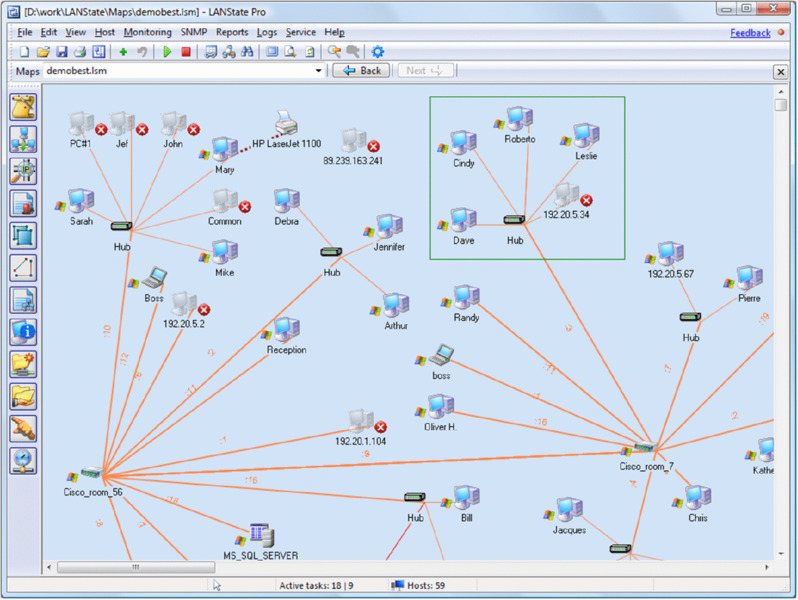 [D:\work\LANState\Maps\demobest.lsm] - LANState Pro
File Edit View Host Monitoring SNMP Reports Logs Service Help
Feedback
Maps demobest.lsm Back Next
PC#1 Jef John Mary HP LaserJet 1100
89.239.163.241
Roberto
Cindy Leslie
192.20.5.34
Dave Hub
Sarah Common Debra
Hub Mike Hub Jennifer
192.20.5.67
Boss
192.20.5.2
Arthur Randy Pierre
Hub
Reception
boss
Oliver H.
192.20.1.104
Cisco_room_56
Cisco_room_7
Kathe
Hub Bill Jacques Chris
MS_SQL_SERVER
:10
:12
:11
:1
:16
Active tasks: 18 | 9 Hosts: 59